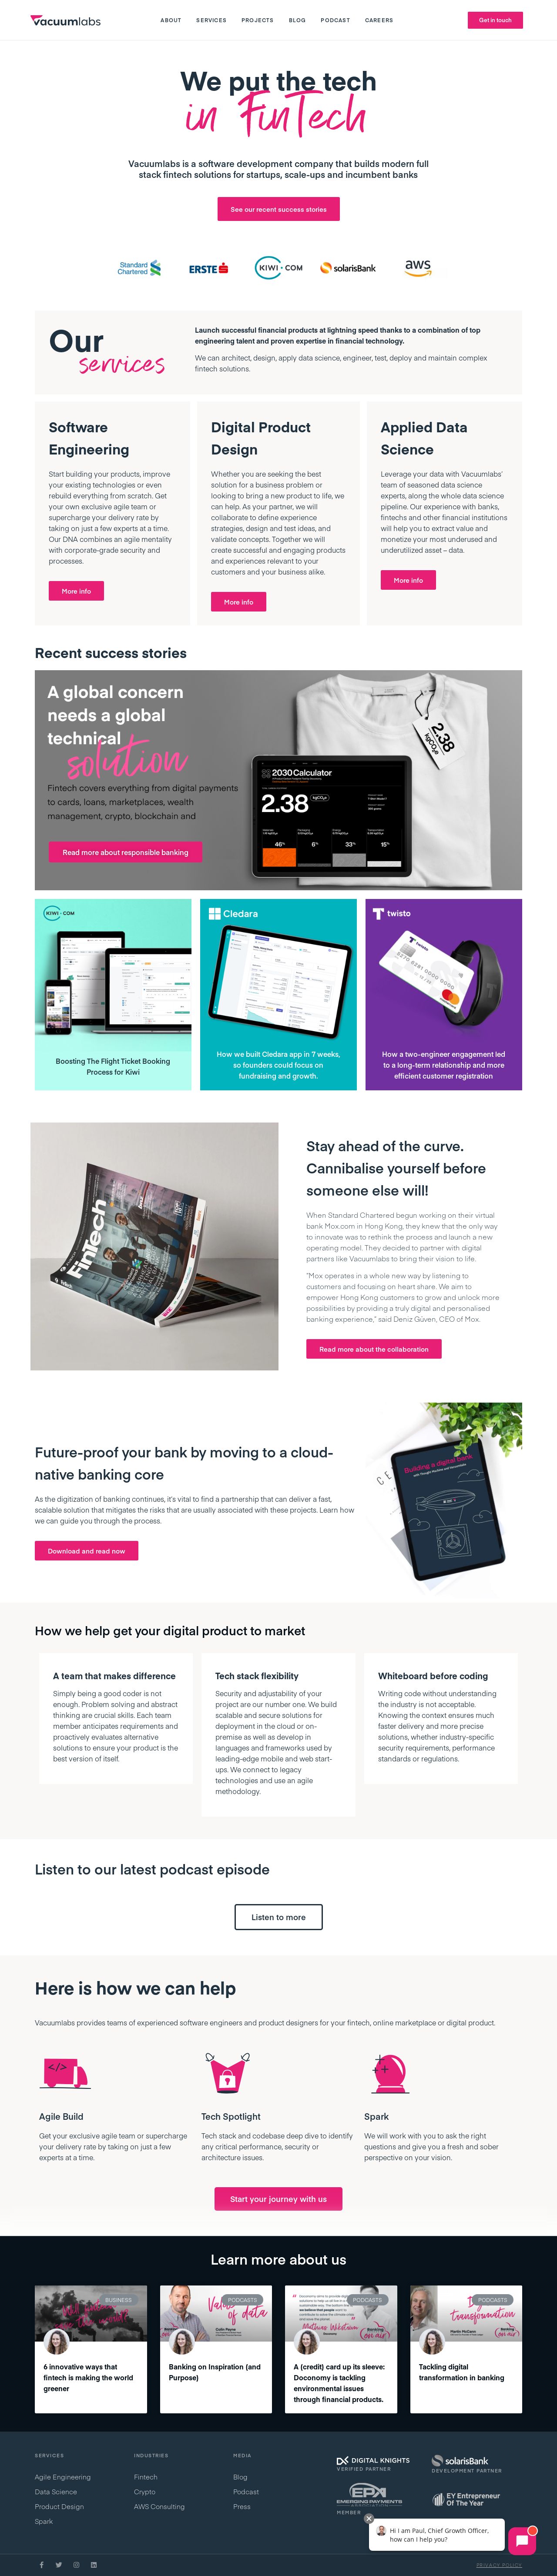 vacuumlabs
ABOUT SERVICES PROJECTS BLOG PODCAST CAREERS
Get in touch
We put the tech
in FinTech
Vacuumlabs is a software development company that builds modern full
stack fintech solutions for startups, scale-ups and incumbent banks
See our recent success stories
Standard
Chartered
ERSTE
KIWI.COM
solarisBank
aws
Our
services
Launch successful financial products at lightning speed thanks to a combination of top
engineering talent and proven expertise in financial technology.
We can architect, design, apply data science, engineer, test, deploy and maintain complex
fintech solutions.
Software
Engineering
Start building your products, improve
your existing technologies or even
rebuild everything from scratch. Get
your own exclusive agile team or
supercharge your delivery rate by
taking on just a few experts at a time.
Our DNA combines an agile mentality
with corporate-grade security and
processes.
More info
Digital Product
Design
Whether you are seeking the best
solution for a business problem or
looking to bring a new product to life, we
can help. As your partner, we will
collaborate to define experience
strategies, design and test ideas, and
validate concepts. Together we will
create successful and engaging products
and experiences relevant to your
customers and your business alike.
More info
Applied Data
Science
Leverage your data with Vacuumlabs'
team of seasoned data science
experts, along the whole data science
pipeline. Our experience with banks,
fintechs and other financial institutions
will help you to extract value and
monetize your most underused and
underutilized asset – data.
More info
Recent success stories
A global concern
needs a global
technical
solution
Fintech covers everything from digital payments
to cards, loans, marketplaces, wealth
management, crypto, blockchain and
Read more about responsible banking
2030 Calculator
2.38
kgCO₂e
46%
6%
33%
15%
2.38
kgCO₂e
KIWI.COM
Boosting The Flight Ticket Booking
Process for Kiwi
Cledara
How we built Cledara app in 7 weeks,
so founders could focus on
fundraising and growth.
twisto
twisto
How a two-engineer engagement led
to a long-term relationship and more
efficient customer registration
Fintech
Stay ahead of the curve.
Cannibalise yourself before
someone else will!
When Standard Chartered begun working on their virtual
bank Mox.com in Hong Kong, they knew that the only way
to innovate was to rethink the process and launch a new
operating model. They decided to partner with digital
partners like Vacuumlabs to bring their vision to life.
"Mox operates in a whole new way by listening to
customers and focusing on heart share. We aim to
empower Hong Kong customers to grow and unlock more
possibilities by providing a truly digital and personalised
banking experience," said Deniz Güven, CEO of Mox.
Read more about the collaboration
Future-proof your bank by moving to a cloud-
native banking core
As the digitization of banking continues, it's vital to find a partnership that can deliver a fast,
scalable solution that mitigates the risks that are usually associated with these projects. Learn how
we can guide you through the process.
Download and read now
Building a digital bank
How we help get your digital product to market
A team that makes difference
Simply being a good coder is not
enough. Problem solving and abstract
thinking are crucial skills. Each team
member anticipates requirements and
proactively evaluates alternative
solutions to ensure your product is the
best version of itself.
Tech stack flexibility
Security and adjustability of your
project are our number one. We build
scalable and secure solutions for
deployment in the cloud or on-
premise as well as develop in
languages and frameworks used by
leading-edge mobile and web start-
ups. We connect to legacy
technologies and use an agile
methodology.
Whiteboard before coding
Writing code without understanding
the industry is not acceptable.
Knowing the context ensures much
faster delivery and more precise
solutions, whether industry-specific
security requirements, performance
standards or regulations.
Listen to our latest podcast episode
Listen to more
Here is how we can help
Vacuumlabs provides teams of experienced software engineers and product designers for your fintech, online marketplace or digital product.
Agile Build
Get your exclusive agile team or supercharge
your delivery rate by taking on just a few
experts at a time.
Tech Spotlight
Tech stack and codebase deep dive to identify
any critical performance, security or
architecture issues.
Spark
We will work with you to ask the right
questions and give you a fresh and sober
perspective on your vision.
Start your journey with us
Learn more about us
BUSINESS
6 innovative ways that
fintech is making the world
greener
PODCASTS
Value
of data
Colin Payne
Banking on Inspiration (and
Purpose)
PODCASTS
A (credit) card up its sleeve:
Doconomy is tackling
environmental issues
through financial products.
PODCASTS
transformation
Martin McCann
Tackling digital
transformation in banking
SERVICES
Agile Engineering
Data Science
Product Design
Spark
INDUSTRIES
Fintech
Crypto
AWS Consulting
MEDIA
Blog
Podcast
Press
DIGITAL KNIGHTS
VERIFIED PARTNER
solarisBank
DEVELOPMENT PARTNER
EPA
EMERGING PAYMENTS
ASSOCIATION
MEMBER
EY Entrepreneur
Of The Year
Hi I am Paul, Chief Growth Officer,
how can I help you?
PRIVACY POLICY